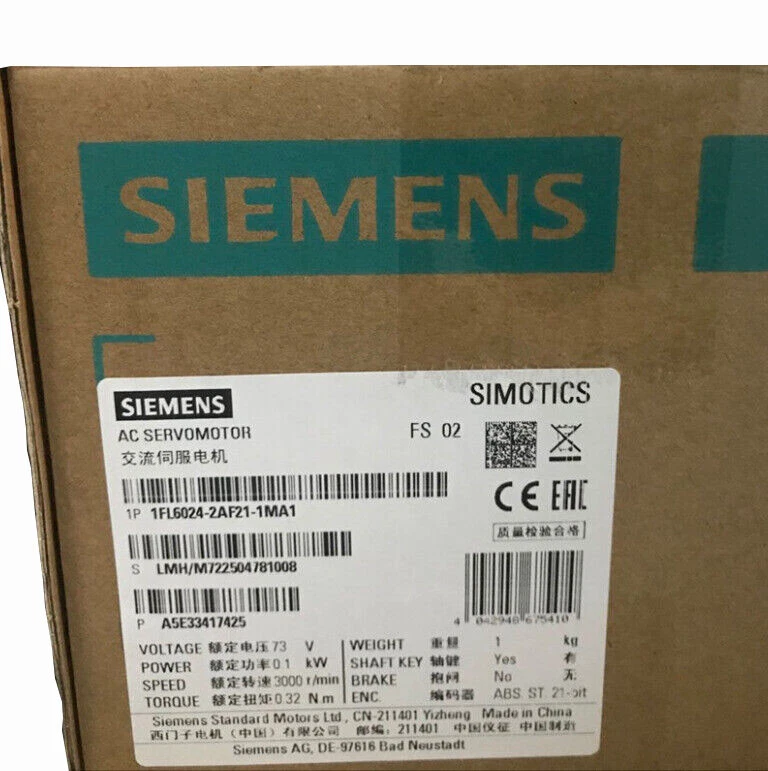 SIEMENS
SIEMENS
SIMOTICS
AC SERVOMOTOR
FS 02
交流伺服电机
1P 1FL6024-2AF21-1MA1
CE EAC
质量检验合格
S LMH/M722504781008
P A5E33417425
4 042948 675410
VOLTAGE 额定电压 73 V WEIGHT 重量 1 kg
POWER 额定功率 0.1 kW SHAFT KEY 轴键 Yes 有
SPEED 额定转速 3000 r/min BRAKE 抱闸 No 无
TORQUE 额定扭矩 0.32 N.m ENC. 编码器 ABS. ST. 21-bit
Siemens Standard Motors Ltd., CN-211401 Yizheng Made in China
西门子电机（中国）有限公司 邮编：211401 中国仪征 中国制造
Siemens AG, DE-97616 Bad Neustadt